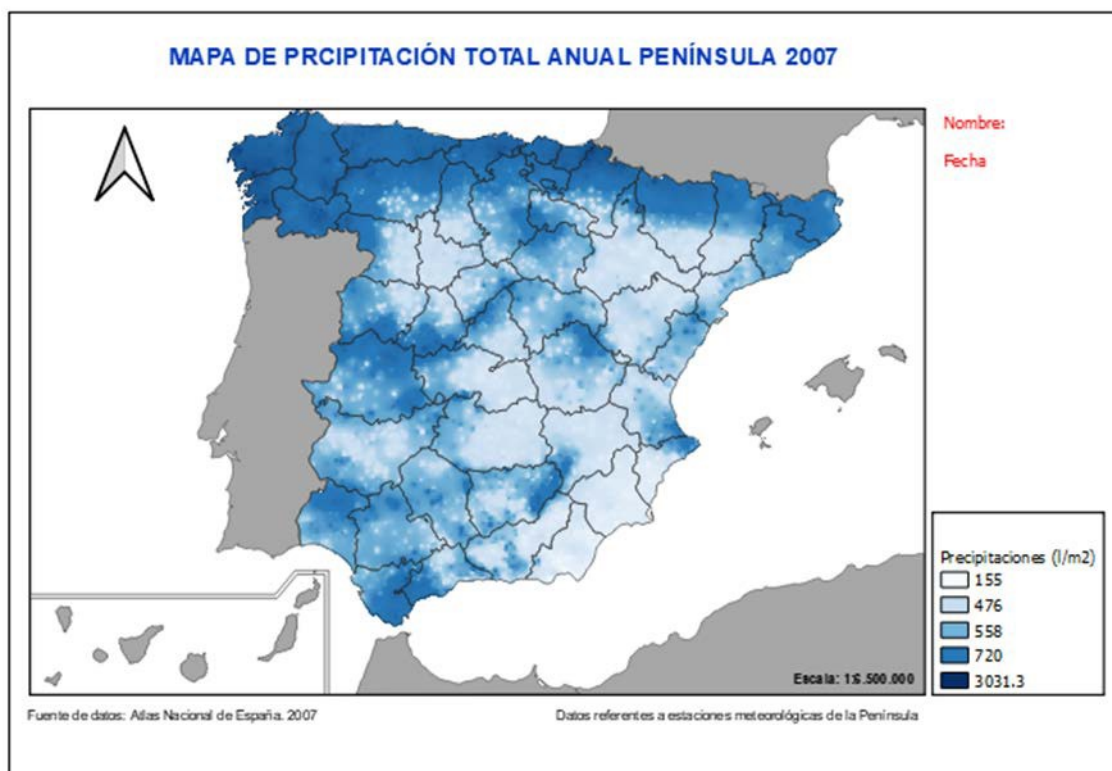 MAPA DE PRCIPITACIÓN TOTAL ANUAL PENÍNSULA 2007
Nombre:
Fecha
Precipitaciones (l/m2)
155
476
558
720
3031.3
Escala: 1:6.500.000
Fuente de datos: Atlas Nacional de España. 2007
Datos referentes a estaciones meteorológicas de la Península